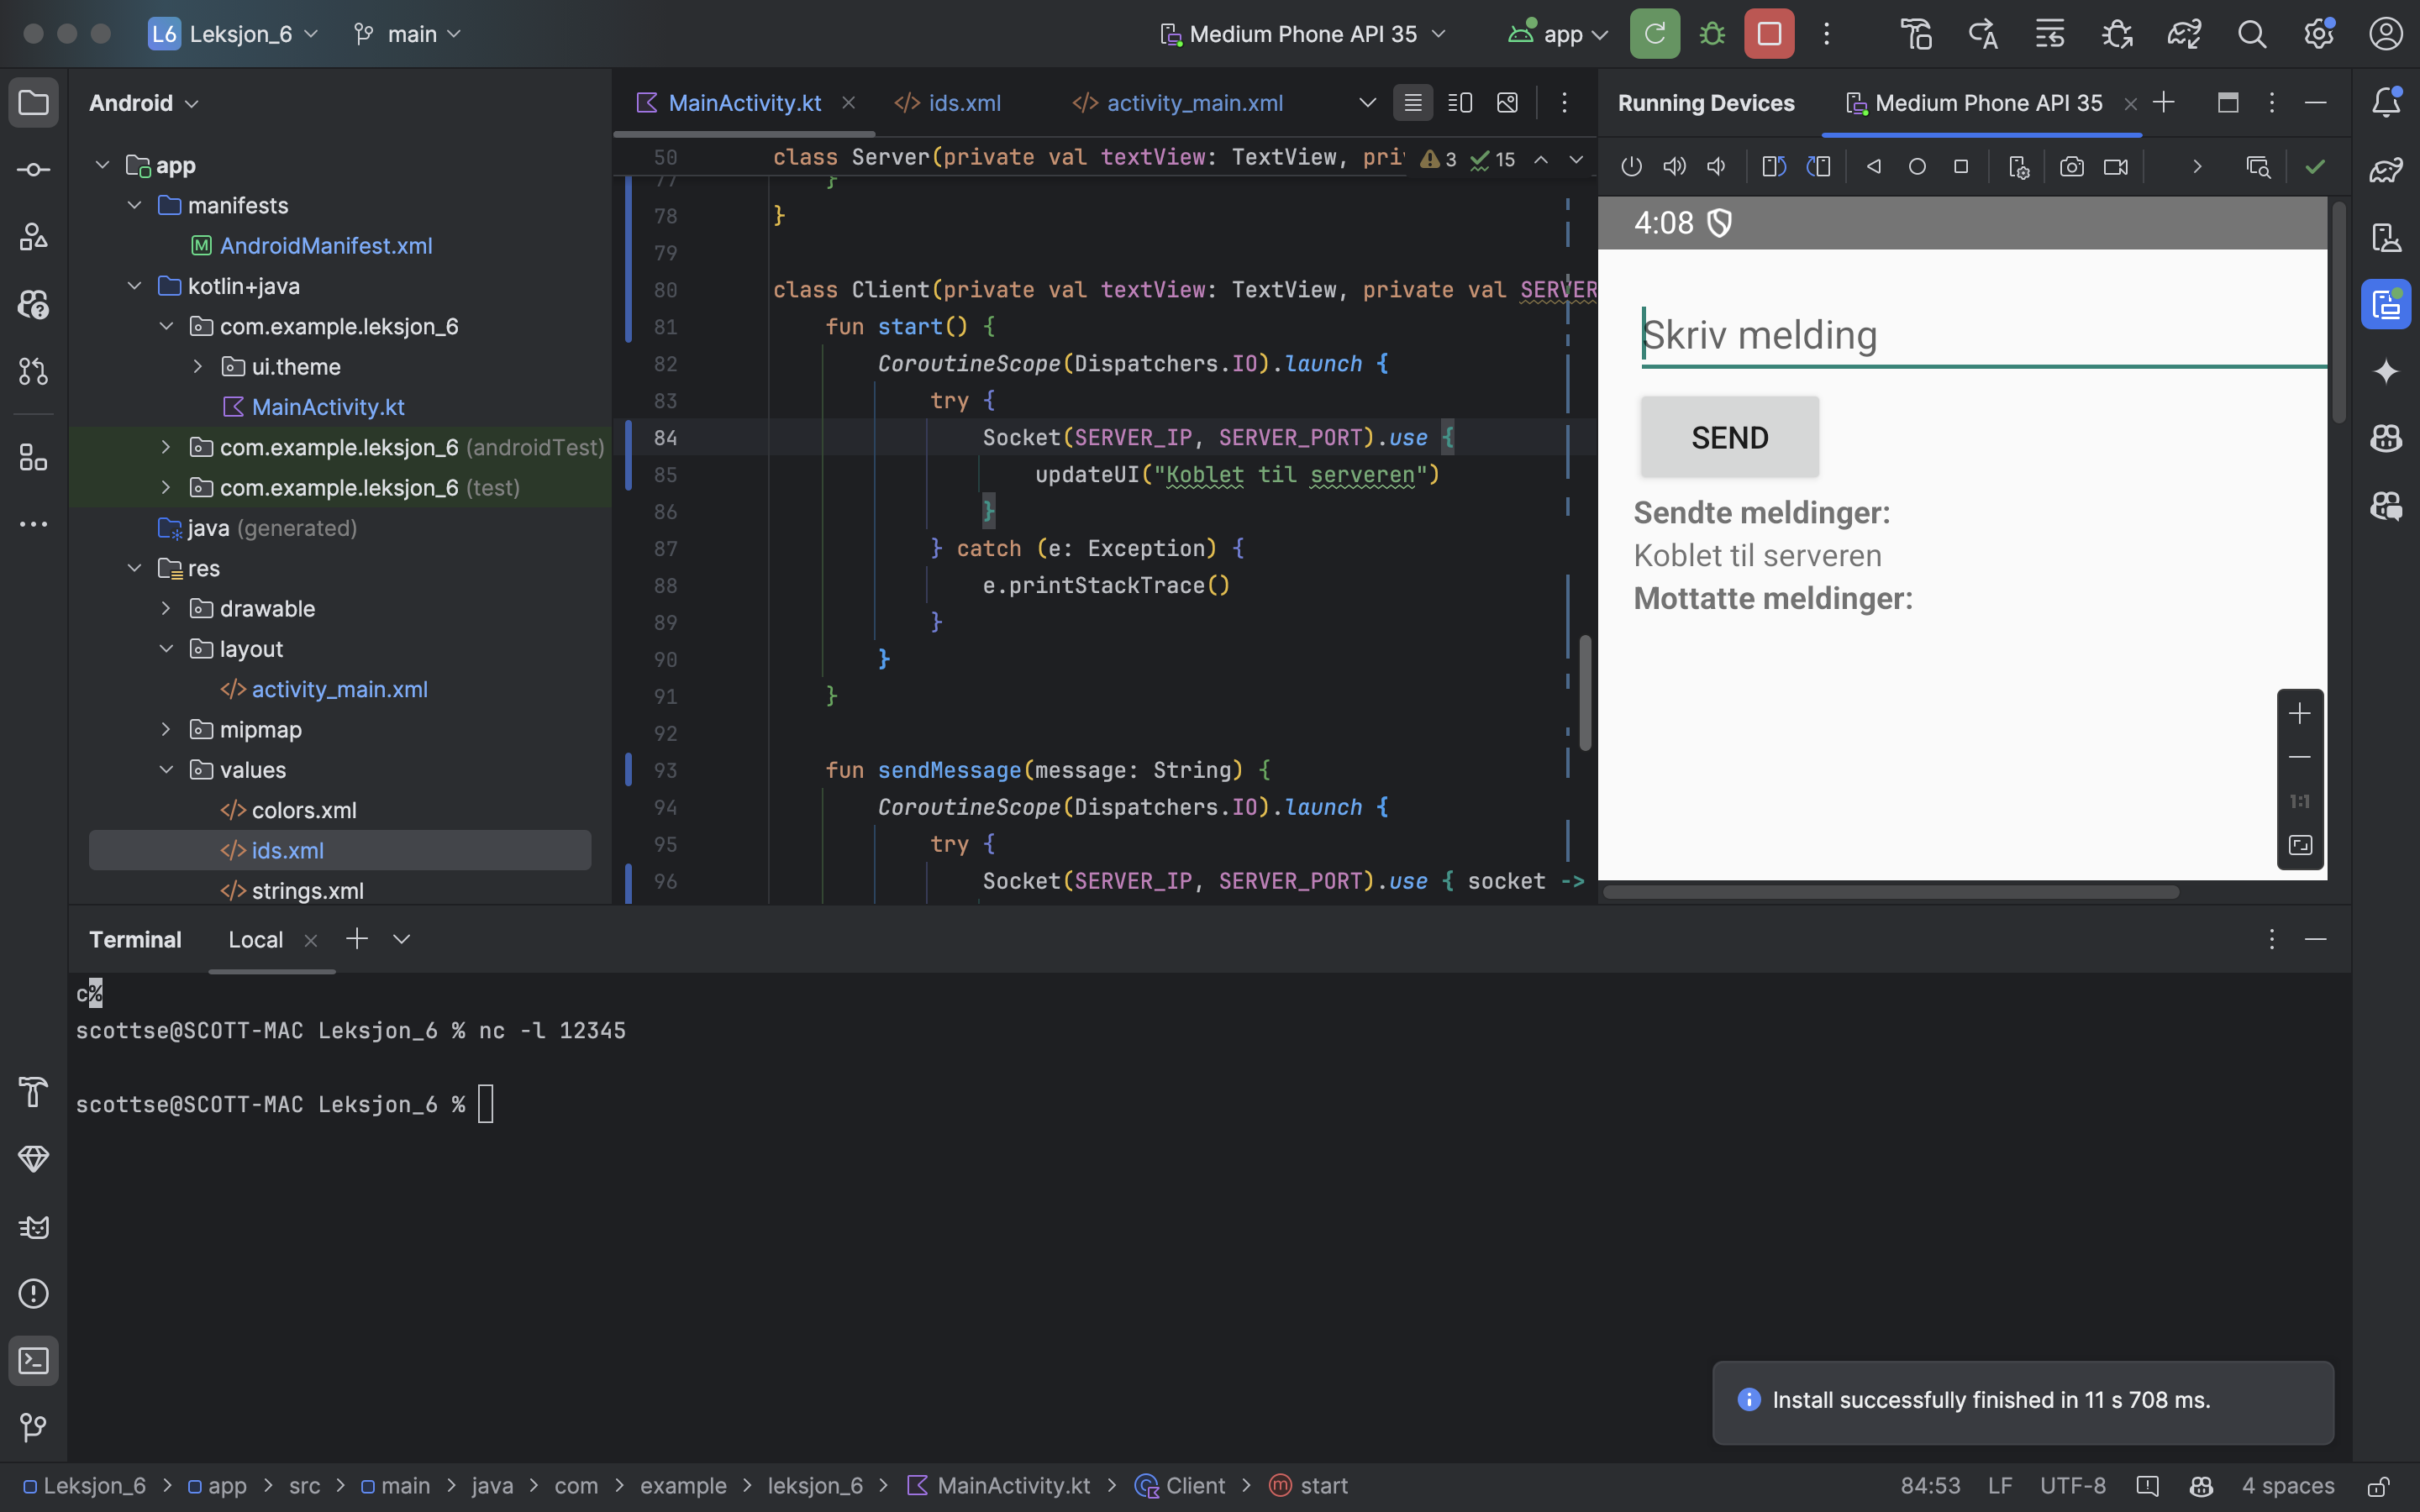 L6 Leksjon_6 main Medium Phone API 35 app
Android
app
manifests
AndroidManifest.xml
kotlin+java
com.example.leksjon_6
ui.theme
MainActivity.kt
com.example.leksjon_6 (androidTest)
com.example.leksjon_6 (test)
java (generated)
res
drawable
layout
activity_main.xml
mipmap
values
colors.xml
ids.xml
strings.xml
MainActivity.kt ids.xml activity_main.xml
50 class Server(private val textView: TextView, pri 3 15
77 }
78 }
79
80 class Client(private val textView: TextView, private val SERVER
81 fun start() {
82 CoroutineScope(Dispatchers.IO).launch {
83 try {
84 Socket(SERVER_IP, SERVER_PORT).use {
85 updateUI("Koblet til serveren")
86 }
87 } catch (e: Exception) {
88 e.printStackTrace()
89 }
90 }
91 }
92
93 fun sendMessage(message: String) {
94 CoroutineScope(Dispatchers.IO).launch {
95 try {
96 Socket(SERVER_IP, SERVER_PORT).use { socket ->
Running Devices Medium Phone API 35
4:08
Skriv melding
SEND
Sendte meldinger:
Koblet til serveren
Mottatte meldinger:
1:1
Terminal Local
c%
scottse@SCOTT-MAC Leksjon_6 % nc -l 12345
scottse@SCOTT-MAC Leksjon_6 %
Install successfully finished in 11 s 708 ms.
Leksjon_6 > app > src > main > java > com > example > leksjon_6 > MainActivity.kt > Client > start 84:53 LF UTF-8 4 spaces